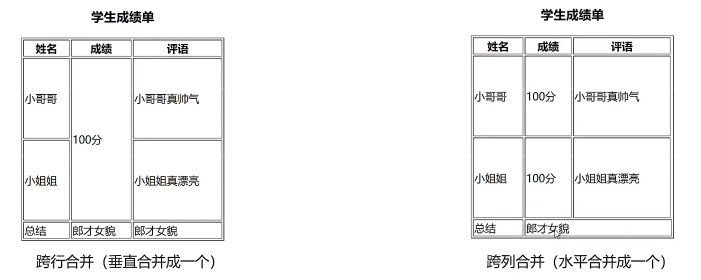 学生成绩单
姓名 成绩 评语
小哥哥 100分 小哥哥真帅气
小姐姐 小姐姐真漂亮
总结 郎才女貌 郎才女貌
跨行合并（垂直合并成一个）
学生成绩单
姓名 成绩 评语
小哥哥 100分 小哥哥真帅气
小姐姐 100分 小姐姐真漂亮
总结 郎才女貌
跨列合并（水平合并成一个）